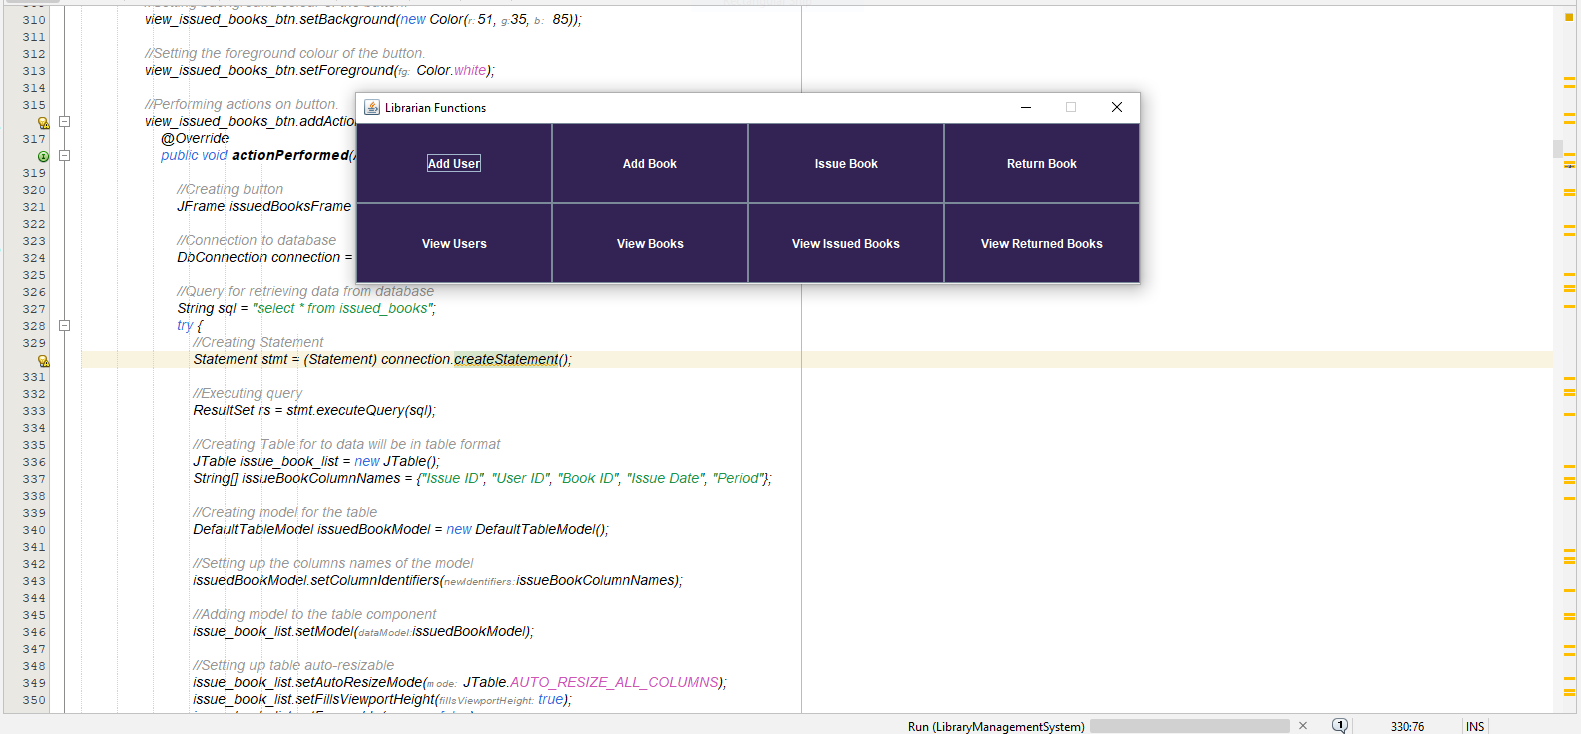 310 view_issued_books_btn.setBackground(new Color(r: 51, g:35, b: 85));
311
312 //Setting the foreground colour of the button.
313 view_issued_books_btn.setForeground(fg: Color.white);
314
315 //Performing actions on button.
view_issued_books_btn.addActio
317 @Override
public void actionPerformed(
319
320 //Creating button
321 JFrame issuedBooksFrame
322
323 //Connection to database
324 DbConnection connection =
325
326 //Query for retrieving data from database
327 String sql = "select * from issued_books";
328 try {
329 //Creating Statement
Statement stmt = (Statement) connection.createStatement();
331
332 //Executing query
333 ResultSet rs = stmt.executeQuery(sql);
334
335 //Creating Table for to data will be in table format
336 JTable issue_book_list = new JTable();
337 String[] issueBookColumnNames = {"Issue ID", "User ID", "Book ID", "Issue Date", "Period"};
338
339 //Creating model for the table
340 DefaultTableModel issuedBookModel = new DefaultTableModel();
341
342 //Setting up the columns names of the model
343 issuedBookModel.setColumnIdentifiers(newIdentifiers: issueBookColumnNames);
344
345 //Adding model to the table component
346 issue_book_list.setModel(dataModel: issuedBookModel);
347
348 //Setting up table auto-resizable
349 issue_book_list.setAutoResizeMode(mode: JTable.AUTO_RESIZE_ALL_COLUMNS);
350 issue_book_list.setFillsViewportHeight(fillsViewportHeight: true);
Librarian Functions
Add User Add Book Issue Book Return Book
View Users View Books View Issued Books View Returned Books
Run (LibraryManagementSystem) 1 330:76 INS